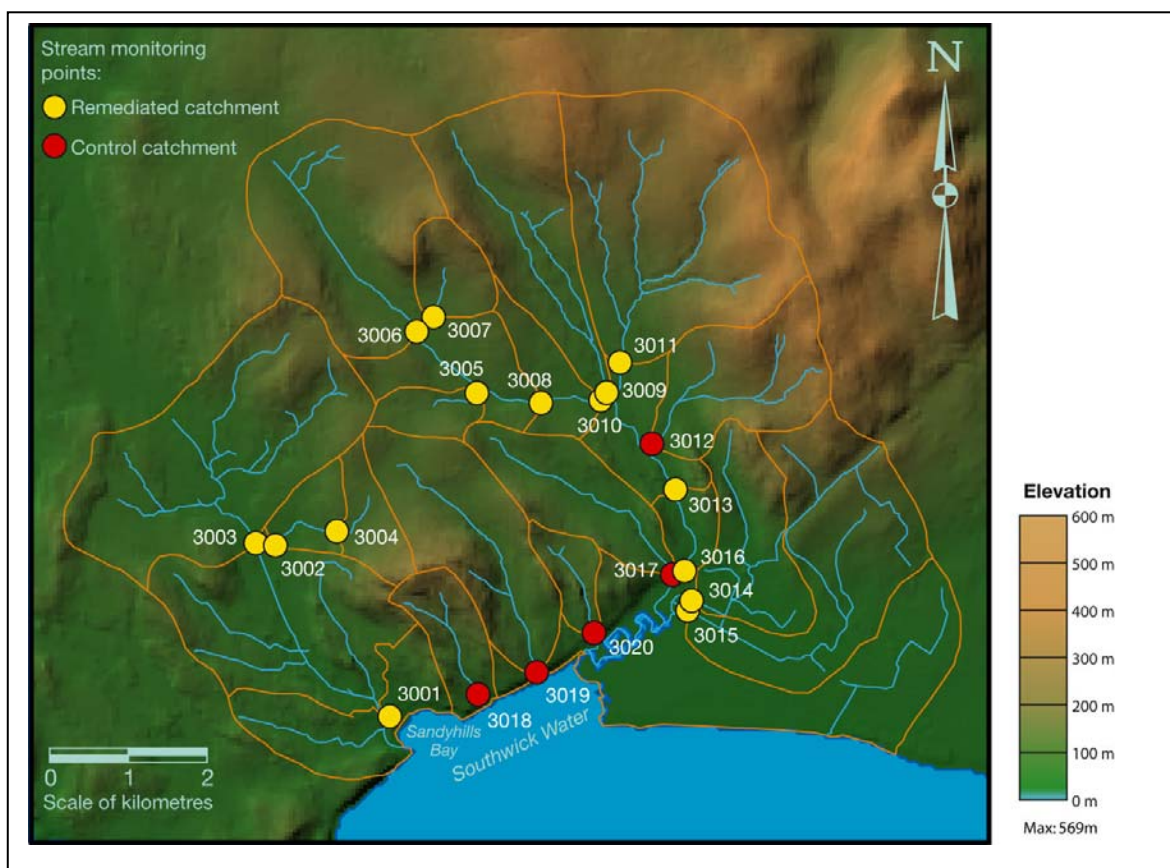 Stream monitoring
points:
Remediated catchment
Control catchment
N
3007
3006
3011
3005
3008
3009
3010
3012
3013
3003
3004
3002
3017
3016
3014
3015
3020
3001
3019
3018
Sandyhills
Bay
Southwick Water
0 1 2
Scale of kilometres
Elevation
600 m
500 m
400 m
300 m
200 m
100 m
0 m
Max: 569m